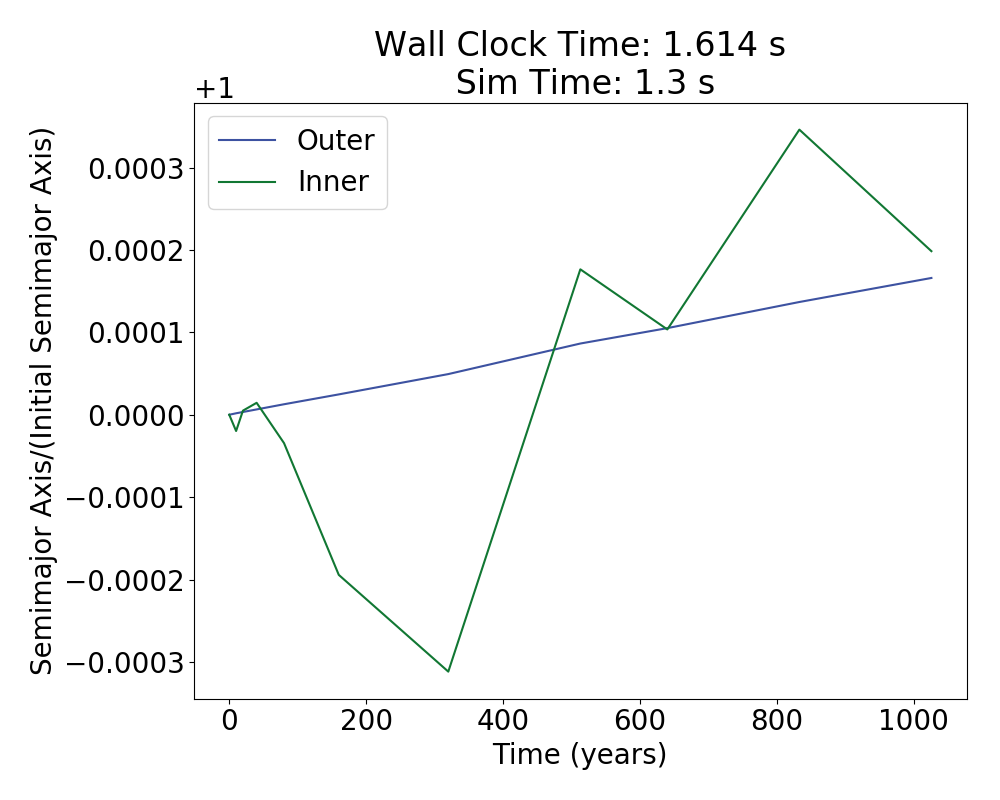 Wall Clock Time: 1.614 s
Sim Time: 1.3 s
+1
Outer
Inner
Semimajor Axis/(Initial Semimajor Axis)
0.0003
0.0002
0.0001
0.0000
−0.0001
−0.0002
−0.0003
0 200 400 600 800 1000
Time (years)